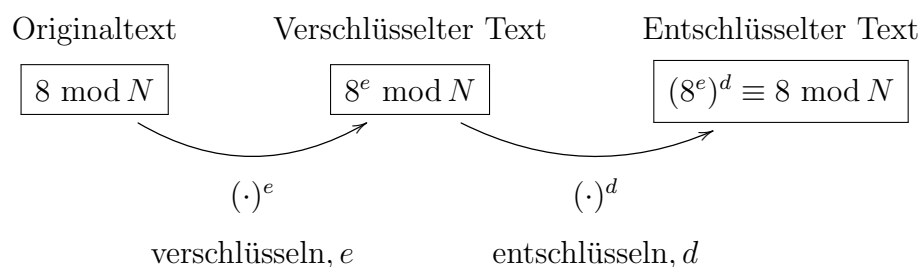 Originaltext Verschlüsselter Text Entschlüsselter Text
8 mod N 8^e mod N (8^e)^d ≡ 8 mod N
(·)^e (·)^d
verschlüsseln, e entschlüsseln, d